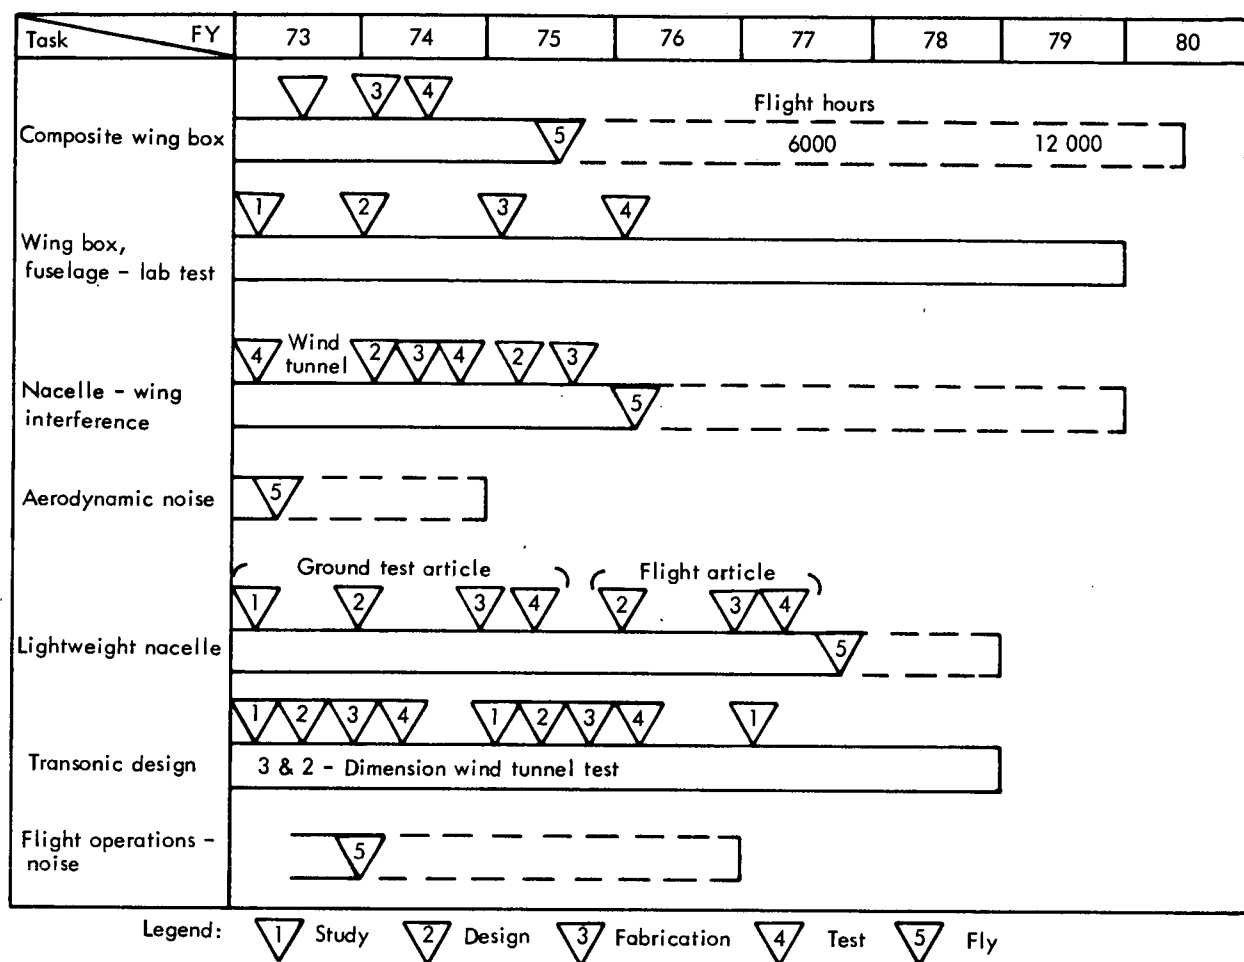 Task FY 73 74 75 76 77 78 79 80
3 4
Flight hours
Composite wing box 5 6000 12 000
1 2 3 4
Wing box,
fuselage - lab test
4 Wind tunnel 2 3 4 2 3
Nacelle - wing
interference
5
Aerodynamic noise 5
Ground test article Flight article
1 2 3 4 2 3 4
Lightweight nacelle 5
1 2 3 4 1 2 3 4 1
Transonic design 3 & 2 - Dimension wind tunnel test
Flight operations -
noise
5
Legend: 1 Study 2 Design 3 Fabrication 4 Test 5 Fly